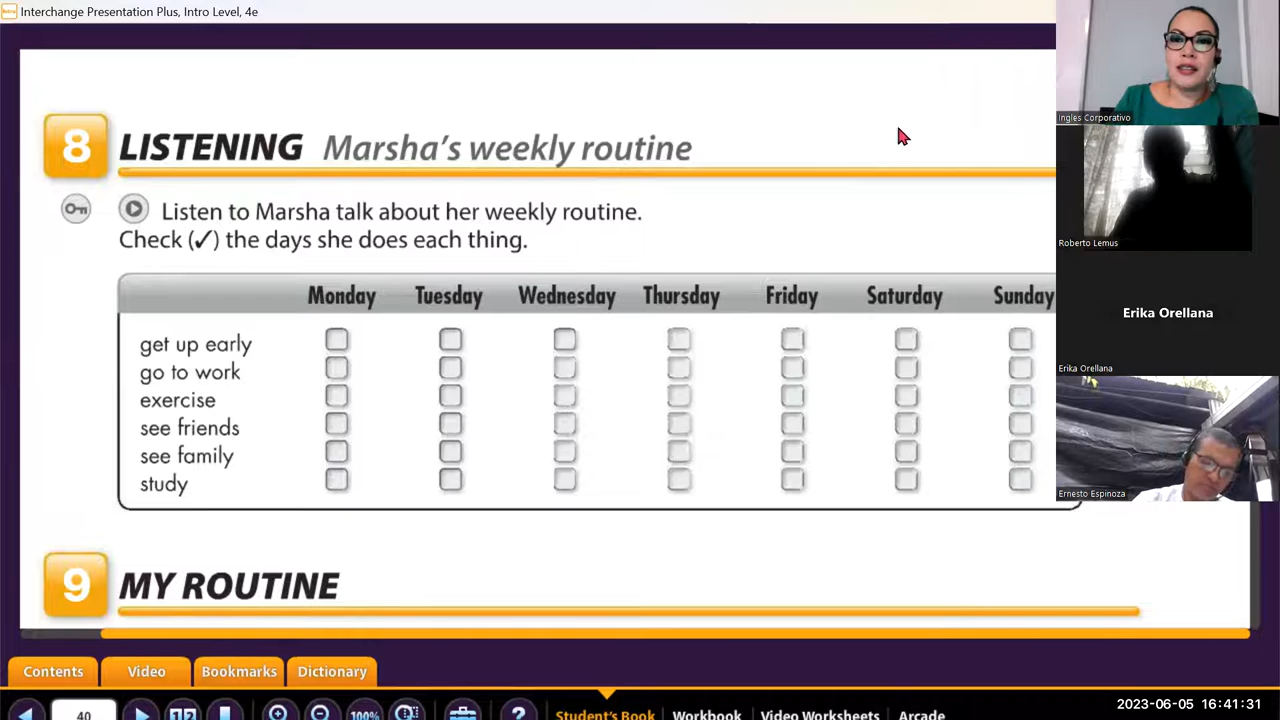 Interchange Presentation Plus, Intro Level, 4e
8 LISTENING Marsha's weekly routine
Listen to Marsha talk about her weekly routine.
Check (✓) the days she does each thing.
Monday Tuesday Wednesday Thursday Friday Saturday Sunday
get up early
go to work
exercise
see friends
see family
study
9 MY ROUTINE
Ingles Corporativo
Roberto Lemus
Erika Orellana
Erika Orellana
Ernesto Espinoza
Contents Video Bookmarks Dictionary
40 1 2 100% ? Student's Book Workbook Video Worksheets Arcade
2023-06-05 16:41:31